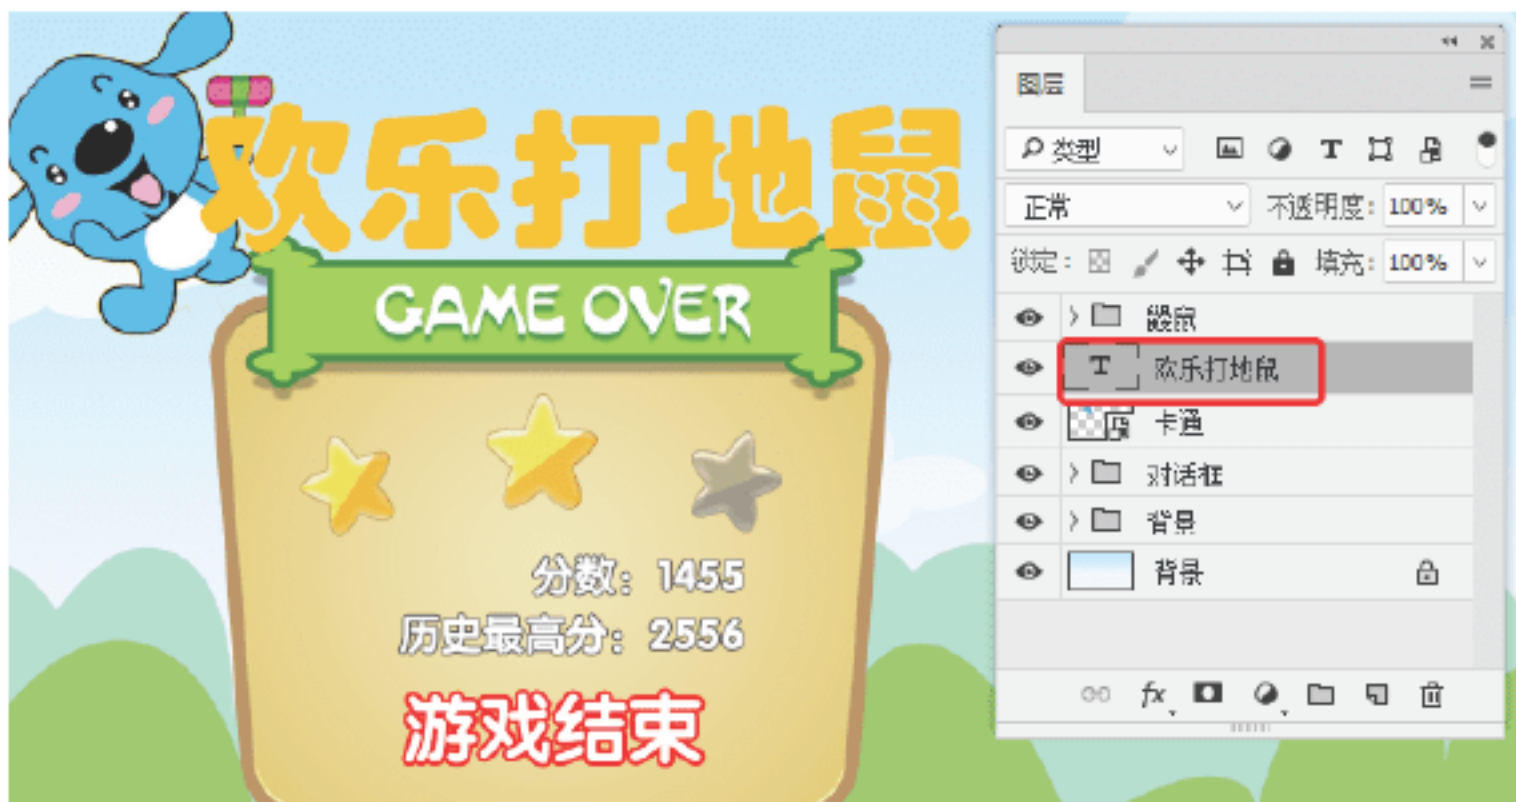 欢乐打地鼠
GAME OVER
分数：1455
历史最高分：2556
游戏结束
图层
类型
T
正常
不透明度：100%
锁定：
填充：100%
鼹鼠
T 欢乐打地鼠
卡通
对话框
背景
背景
fx